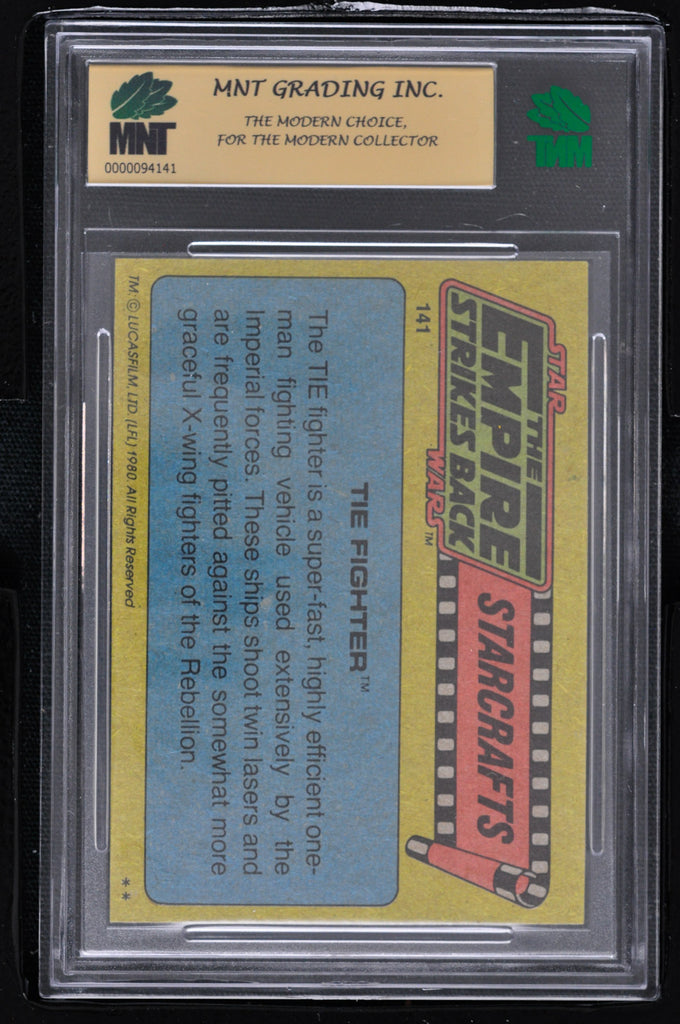 MNT GRADING INC.
THE MODERN CHOICE,
FOR THE MODERN COLLECTOR
MNT
0000094141
MNT
STAR
THE
EMPIRE
STRIKES BACK
WARS™
STARCRAFTS
141
TIE FIGHTER™
The TIE fighter is a super-fast, highly efficient one-
man fighting vehicle used extensively by the
Imperial forces. These ships shoot twin lasers and
are frequently pitted against the somewhat more
graceful X-wing fighters of the Rebellion.
TM: © LUCASFILM, LTD. (LFL) 1980. All Rights Reserved
**